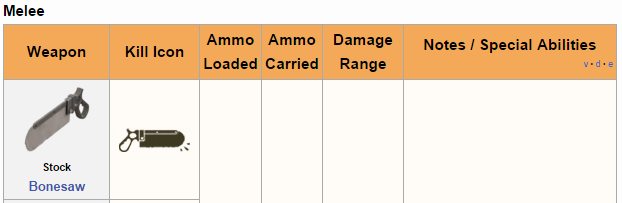 Melee
Weapon
Kill Icon
Ammo
Loaded
Ammo
Carried
Damage
Range
Notes / Special Abilities
v · d · e
Stock
Bonesaw